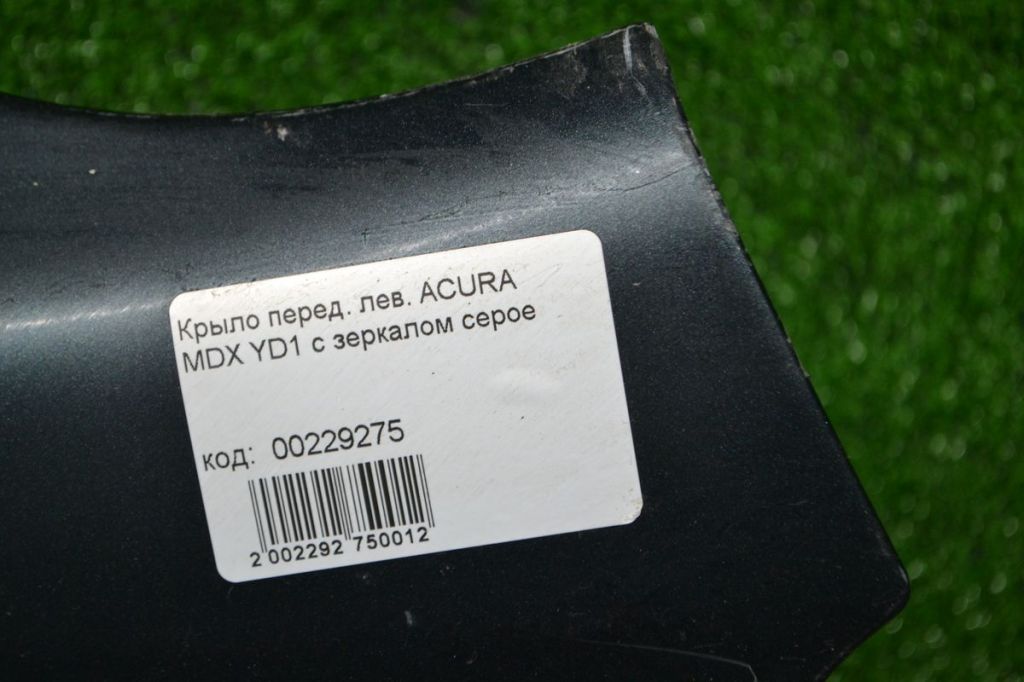 Крыло перед. лев. ACURA
MDX YD1 с зеркалом серое
код: 00229275
2 002292 750012